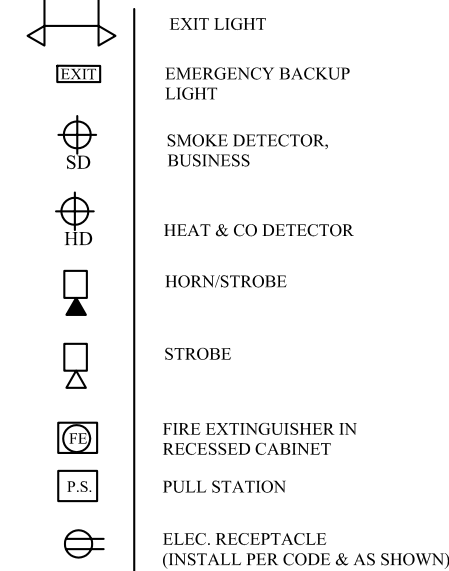 EXIT LIGHT
EXIT
EMERGENCY BACKUP
LIGHT
SD
SMOKE DETECTOR,
BUSINESS
HD
HEAT & CO DETECTOR
HORN/STROBE
STROBE
FE
FIRE EXTINGUISHER IN
RECESSED CABINET
P.S.
PULL STATION
ELEC. RECEPTACLE
(INSTALL PER CODE & AS SHOWN)